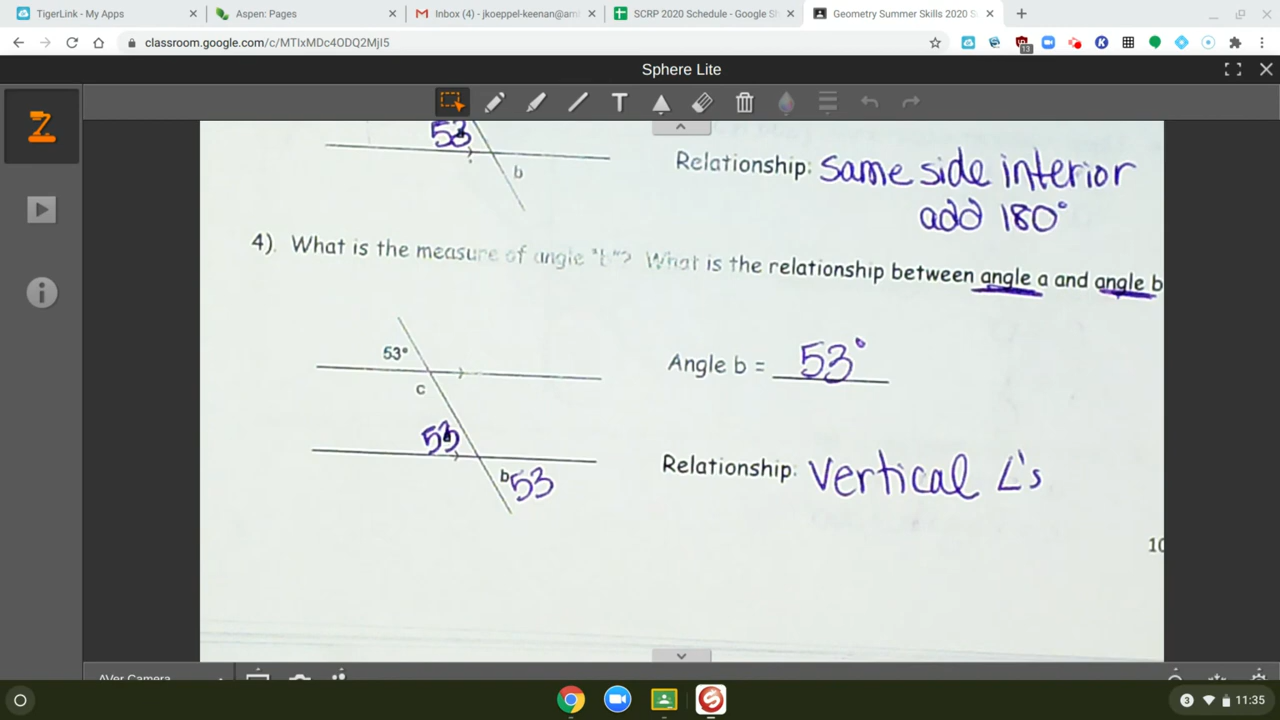 TigerLink - My Apps
Aspen: Pages
Inbox (4) - jkoeppel-keenan@am
SCRP 2020 Schedule - Google Sh
Geometry Summer Skills 2020 S
classroom.google.com/c/MTIxMDc4ODQ2MjI5
13
Sphere Lite
T
53
b
Relationship: Same side interior
add 180°
4). What is the measure of angle "b"? What is the relationship between angle a and angle b
53°
c
Angle b = 53°
53
b 53
Relationship: Vertical ∠'s
10
AVer Camera
3
11:35